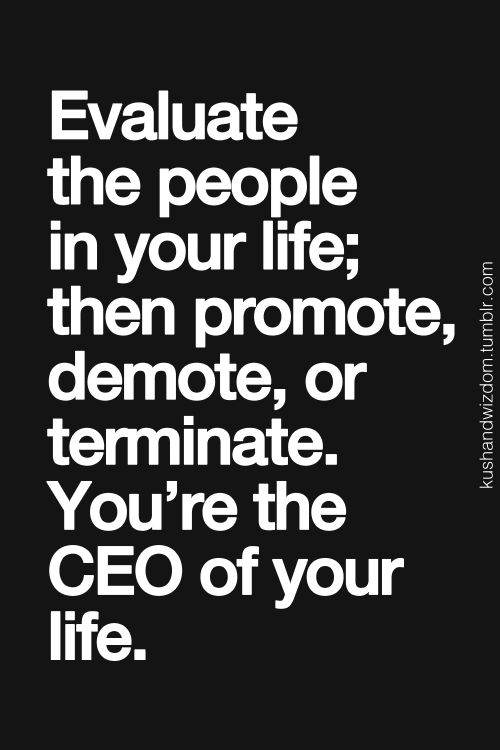 Evaluate
the people
in your life;
then promote,
demote, or
terminate.
You’re the
CEO of your
life.
kushandwizdom.tumblr.com